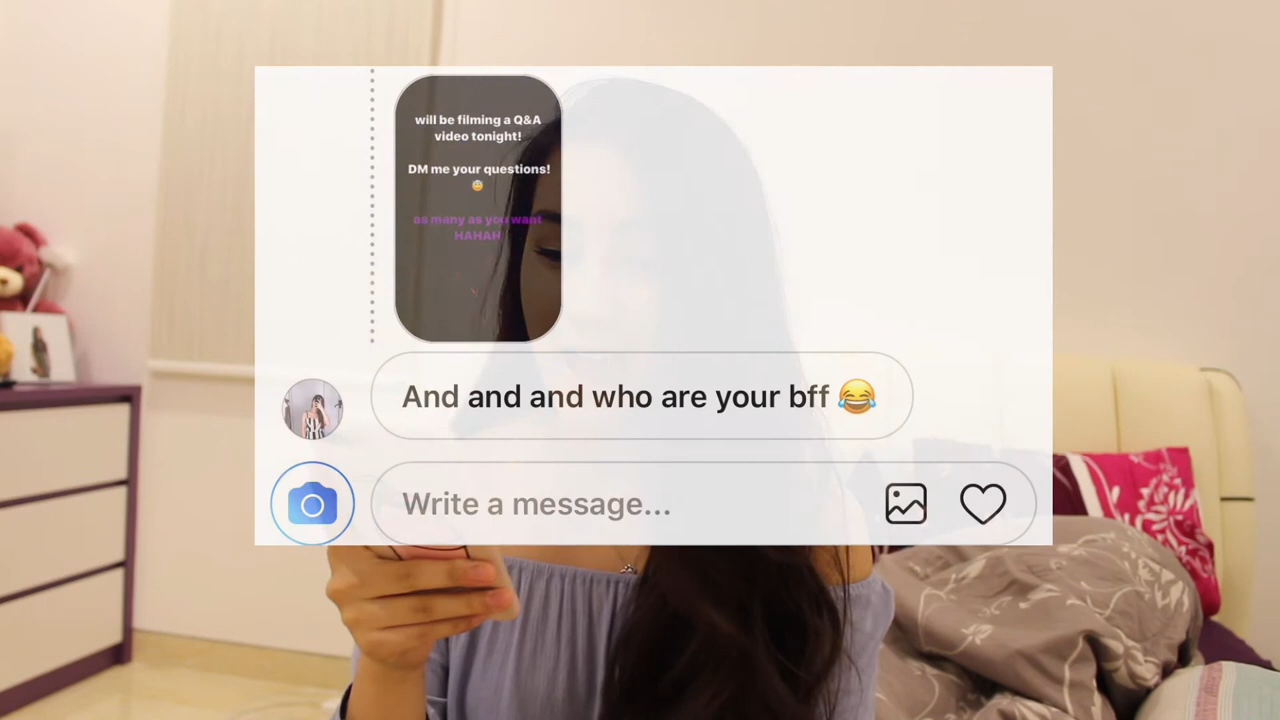 will be filming a Q&A
video tonight!
DM me your questions!
😇
as many as you want
HAHAH
And and and who are your bff 😂
Write a message...